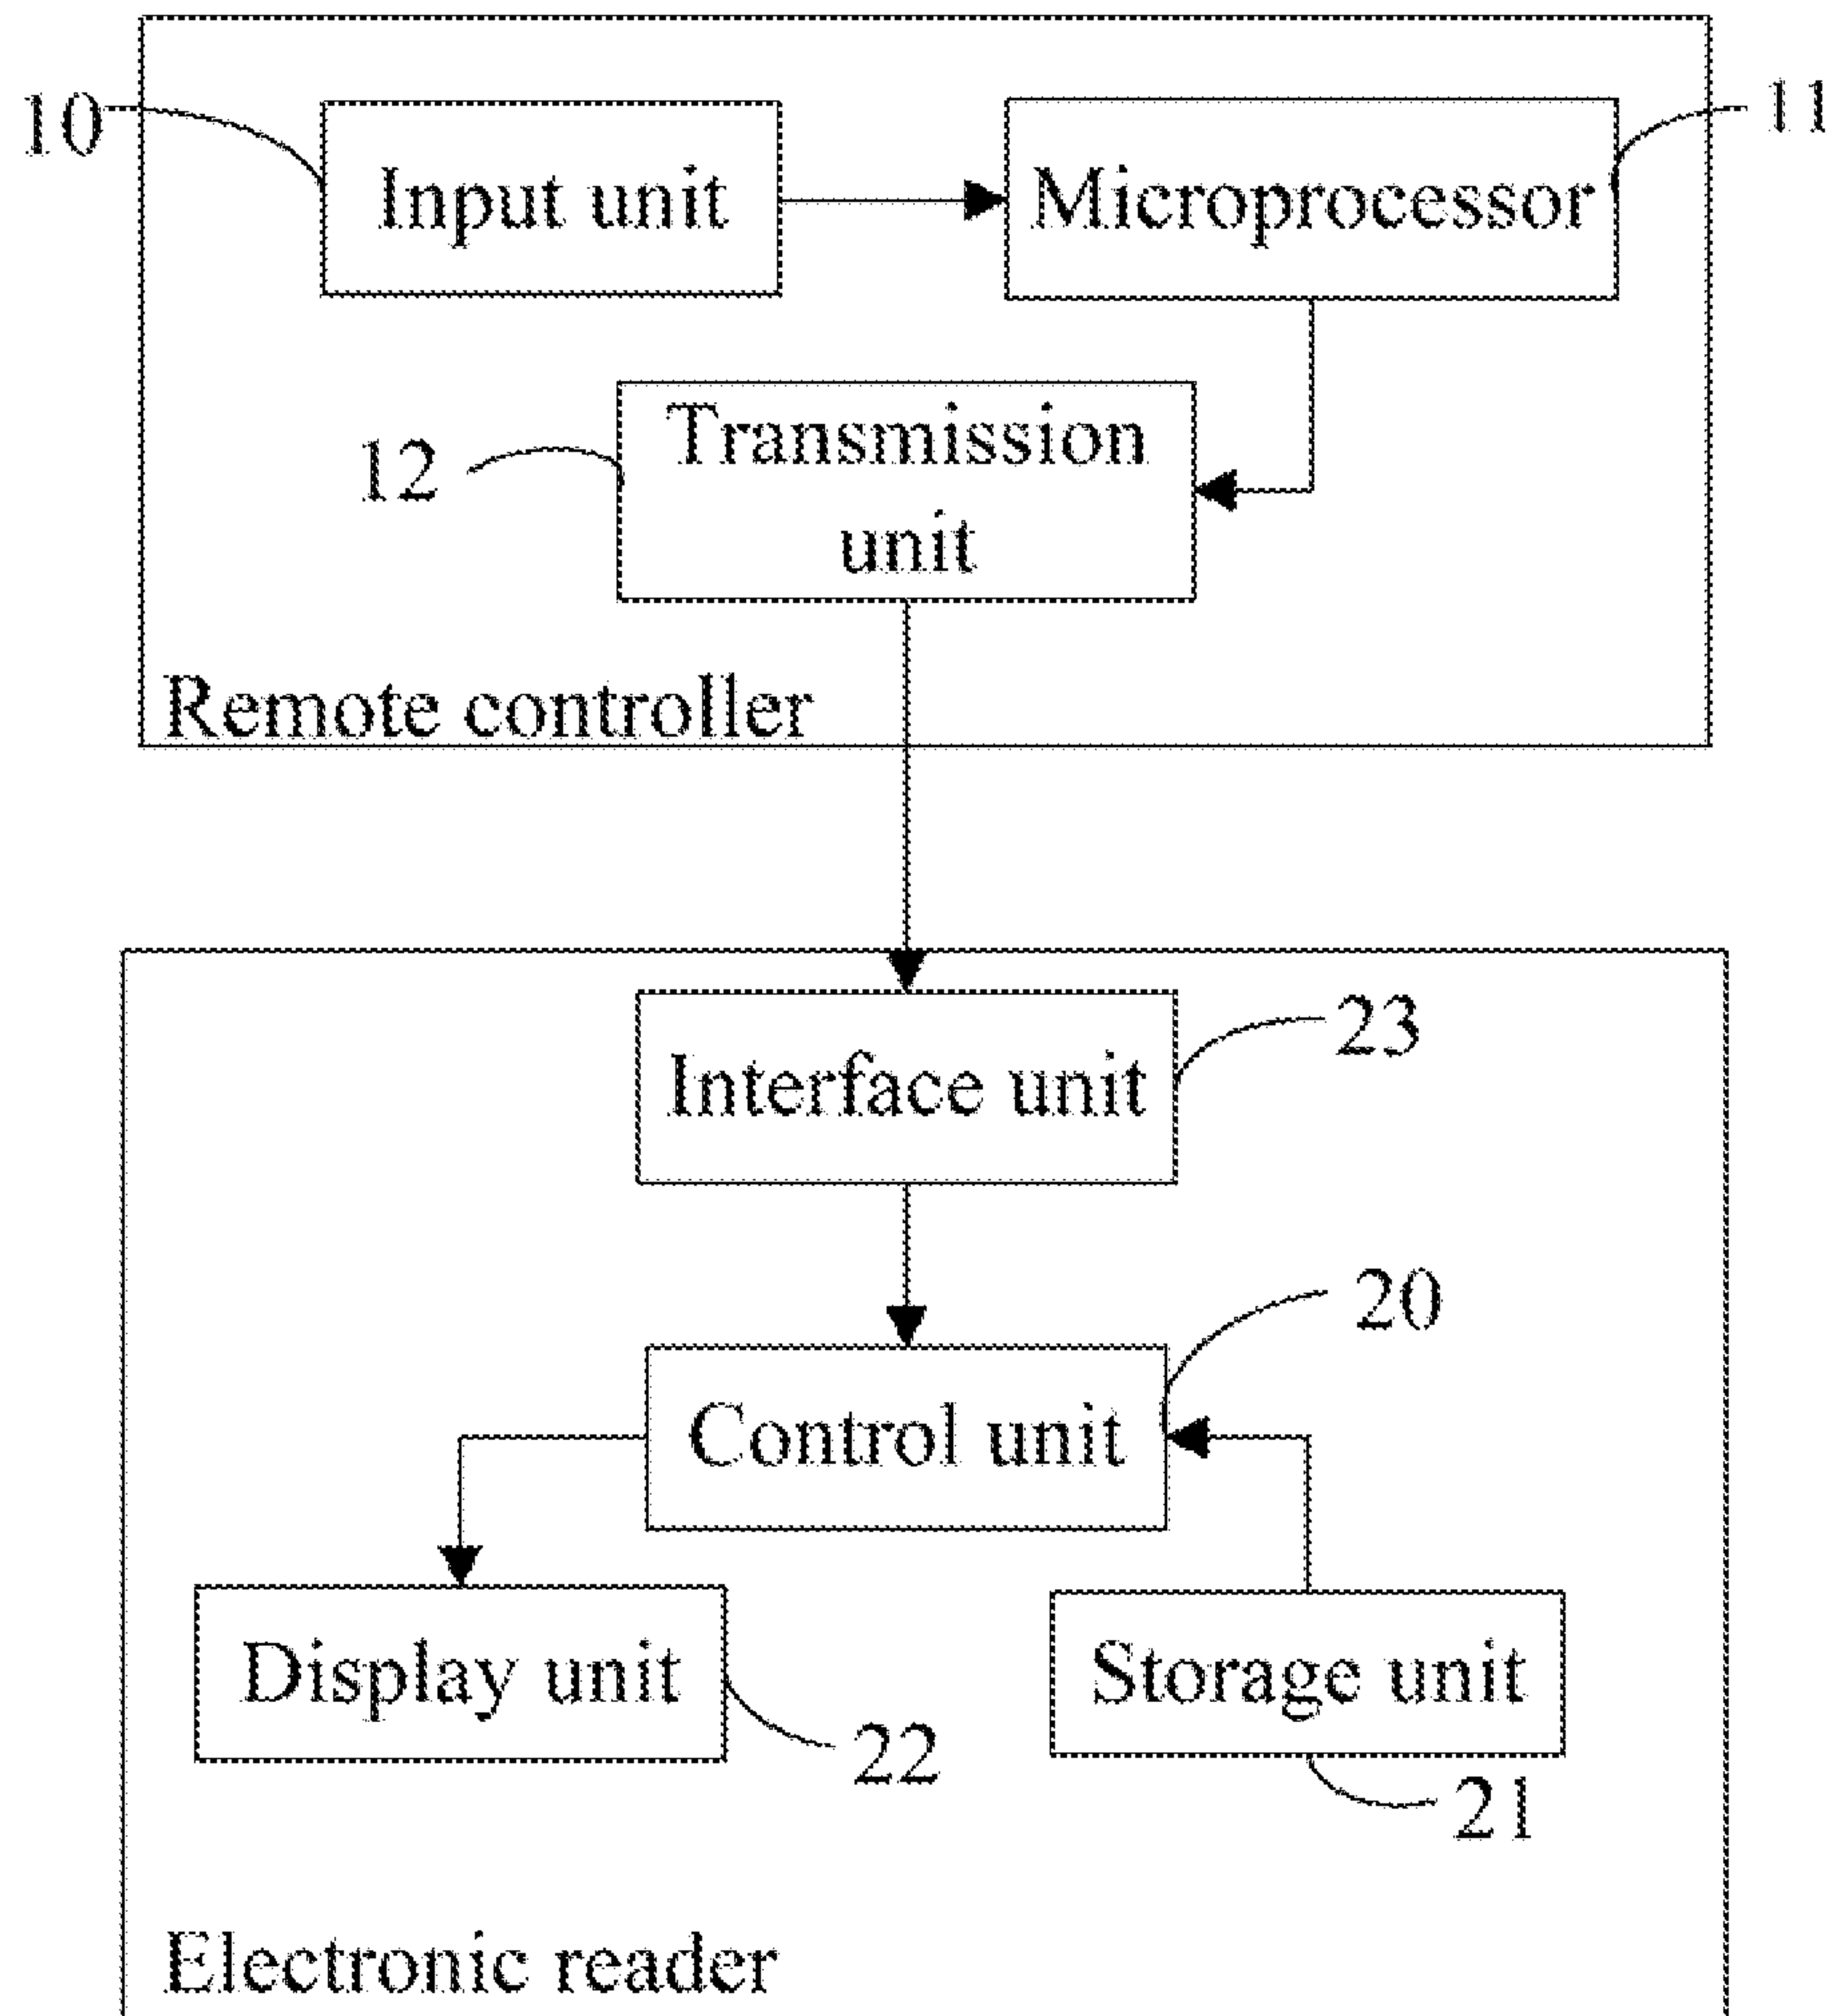 10
Input unit
Microprocessor
11
12
Transmission
unit
Remote controller
Interface unit
23
Control unit
20
Display unit
22
Storage unit
21
Electronic reader